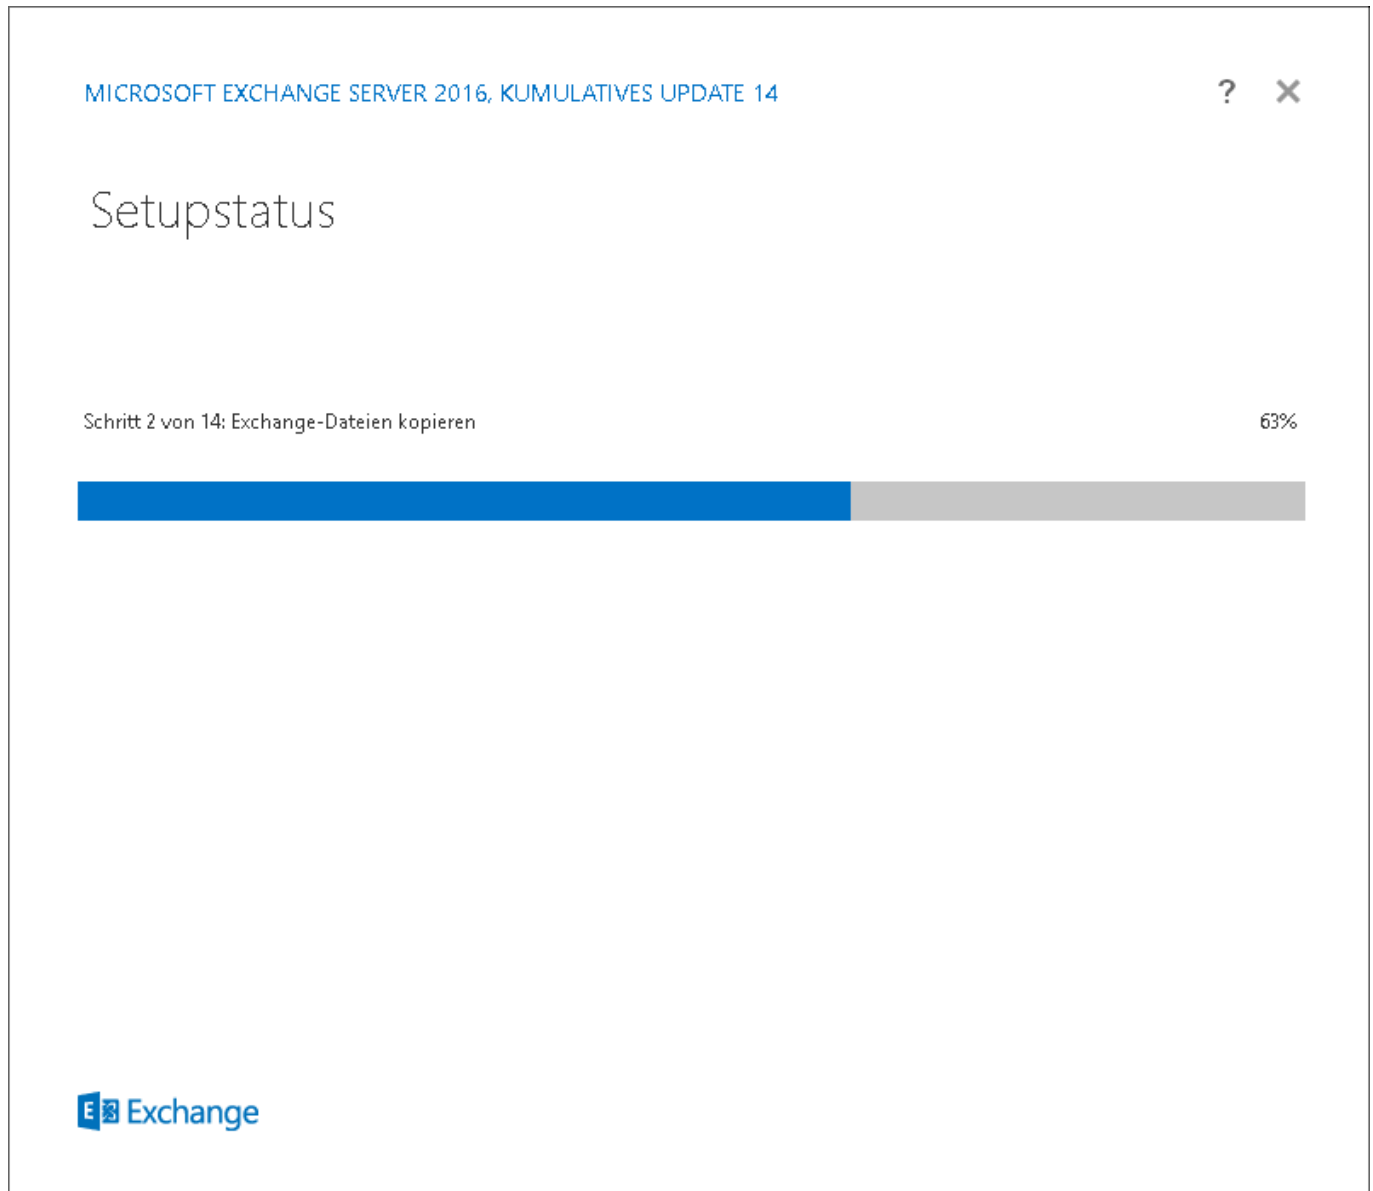 MICROSOFT EXCHANGE SERVER 2016, KUMULATIVES UPDATE 14 ?
Setupstatus
Schritt 2 von 14: Exchange-Dateien kopieren 63%
E Exchange